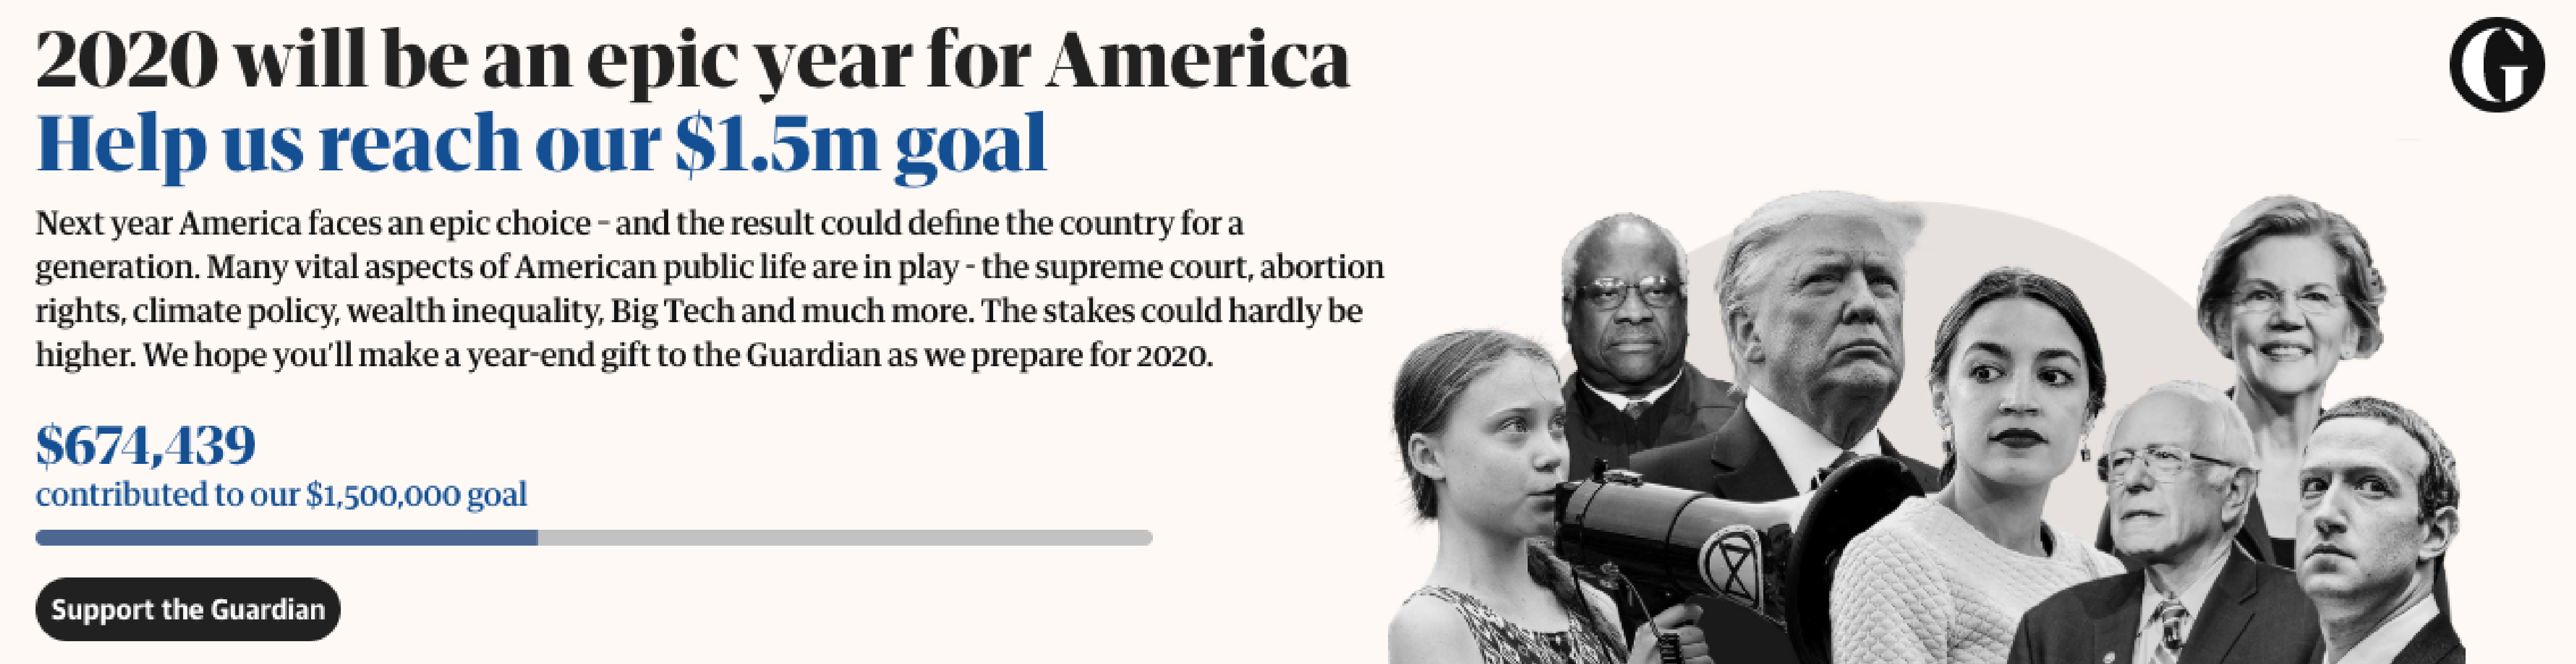 2020 will be an epic year for America
Help us reach our $1.5m goal
Next year America faces an epic choice – and the result could define the country for a
generation. Many vital aspects of American public life are in play - the supreme court, abortion
rights, climate policy, wealth inequality, Big Tech and much more. The stakes could hardly be
higher. We hope you’ll make a year-end gift to the Guardian as we prepare for 2020.
$674,439
contributed to our $1,500,000 goal
Support the Guardian
G